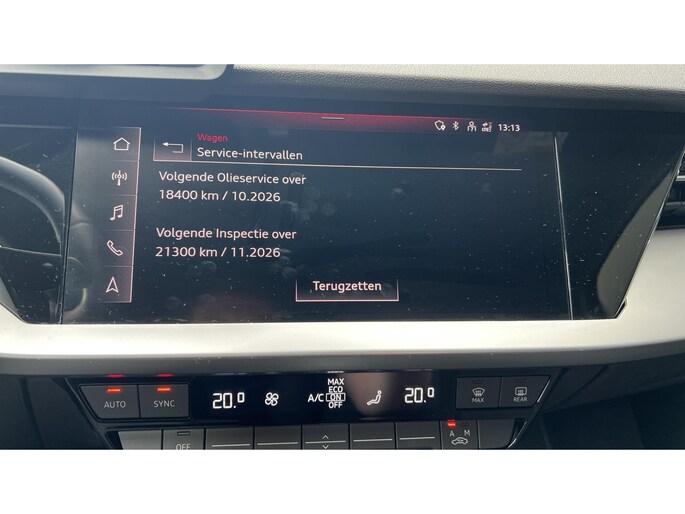 13:13
Wagen
Service-intervallen
Volgende Olieservice over
18400 km / 10.2026
Volgende Inspectie over
21300 km / 11.2026
Terugzetten
AUTO
SYNC
20.0
A/C
MAX
ECO
ON
OFF
20.0
MAX
REAR
OFF
A M